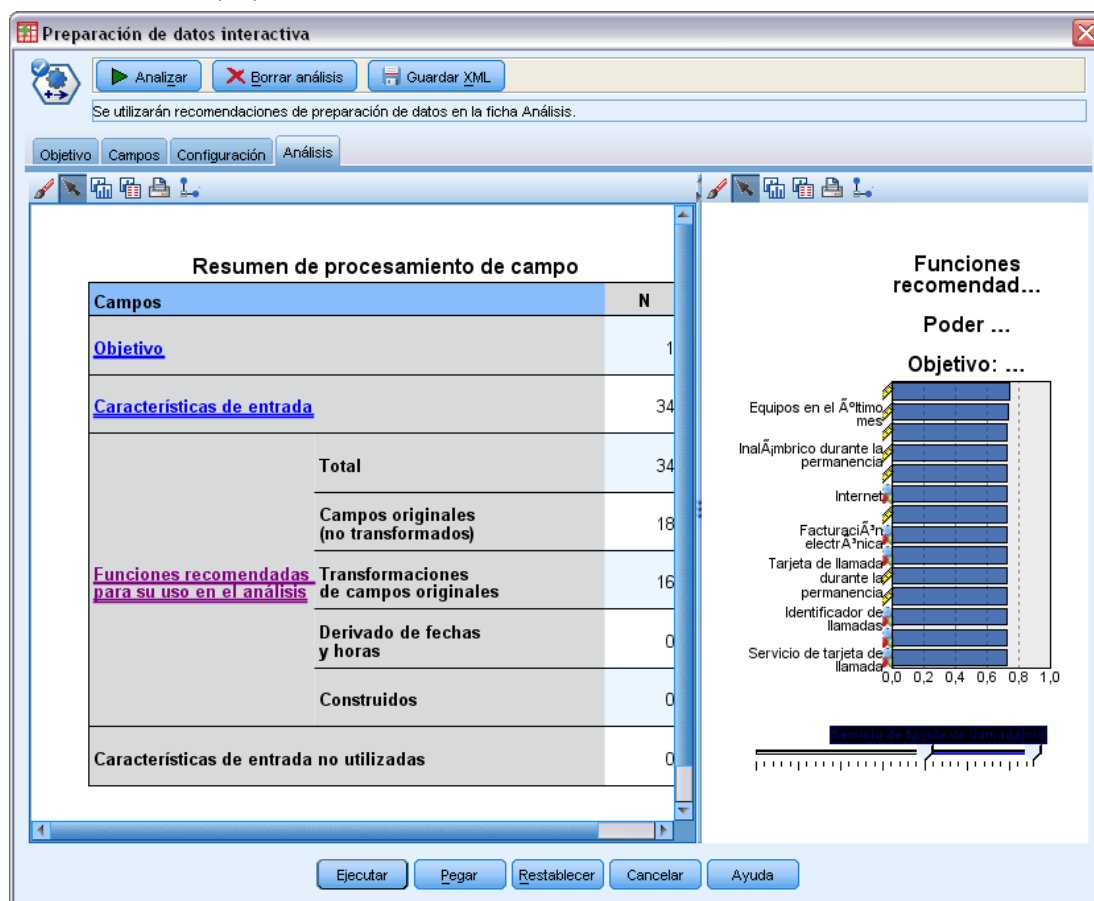 Preparación de datos interactiva
Analizar
Borrar análisis
Guardar XML
Se utilizarán recomendaciones de preparación de datos en la ficha Análisis.
Objetivo
Campos
Configuración
Análisis
Resumen de procesamiento de campo
Campos N
Objetivo 1
Características de entrada 34
Funciones recomendadas
para su uso en el análisis
Total 34
Campos originales
(no transformados) 18
Transformaciones
de campos originales 16
Derivado de fechas
y horas 0
Construidos 0
Características de entrada no utilizadas 0
Funciones
recomendad...
Poder ...
Objetivo: ...
Equipos en el Ãºltimo
mes
InalÃ¡mbrico durante la
permanencia
Internet
FacturaciÃ³n
electrÃ³nica
Tarjeta de llamada
durante la
permanencia
Identificador de
llamadas
Servicio de tarjeta de
llamada
0,0 0,2 0,4 0,6 0,8 1,0
Servicio de tarjeta de llamada
Ejecutar
Pegar
Restablecer
Cancelar
Ayuda